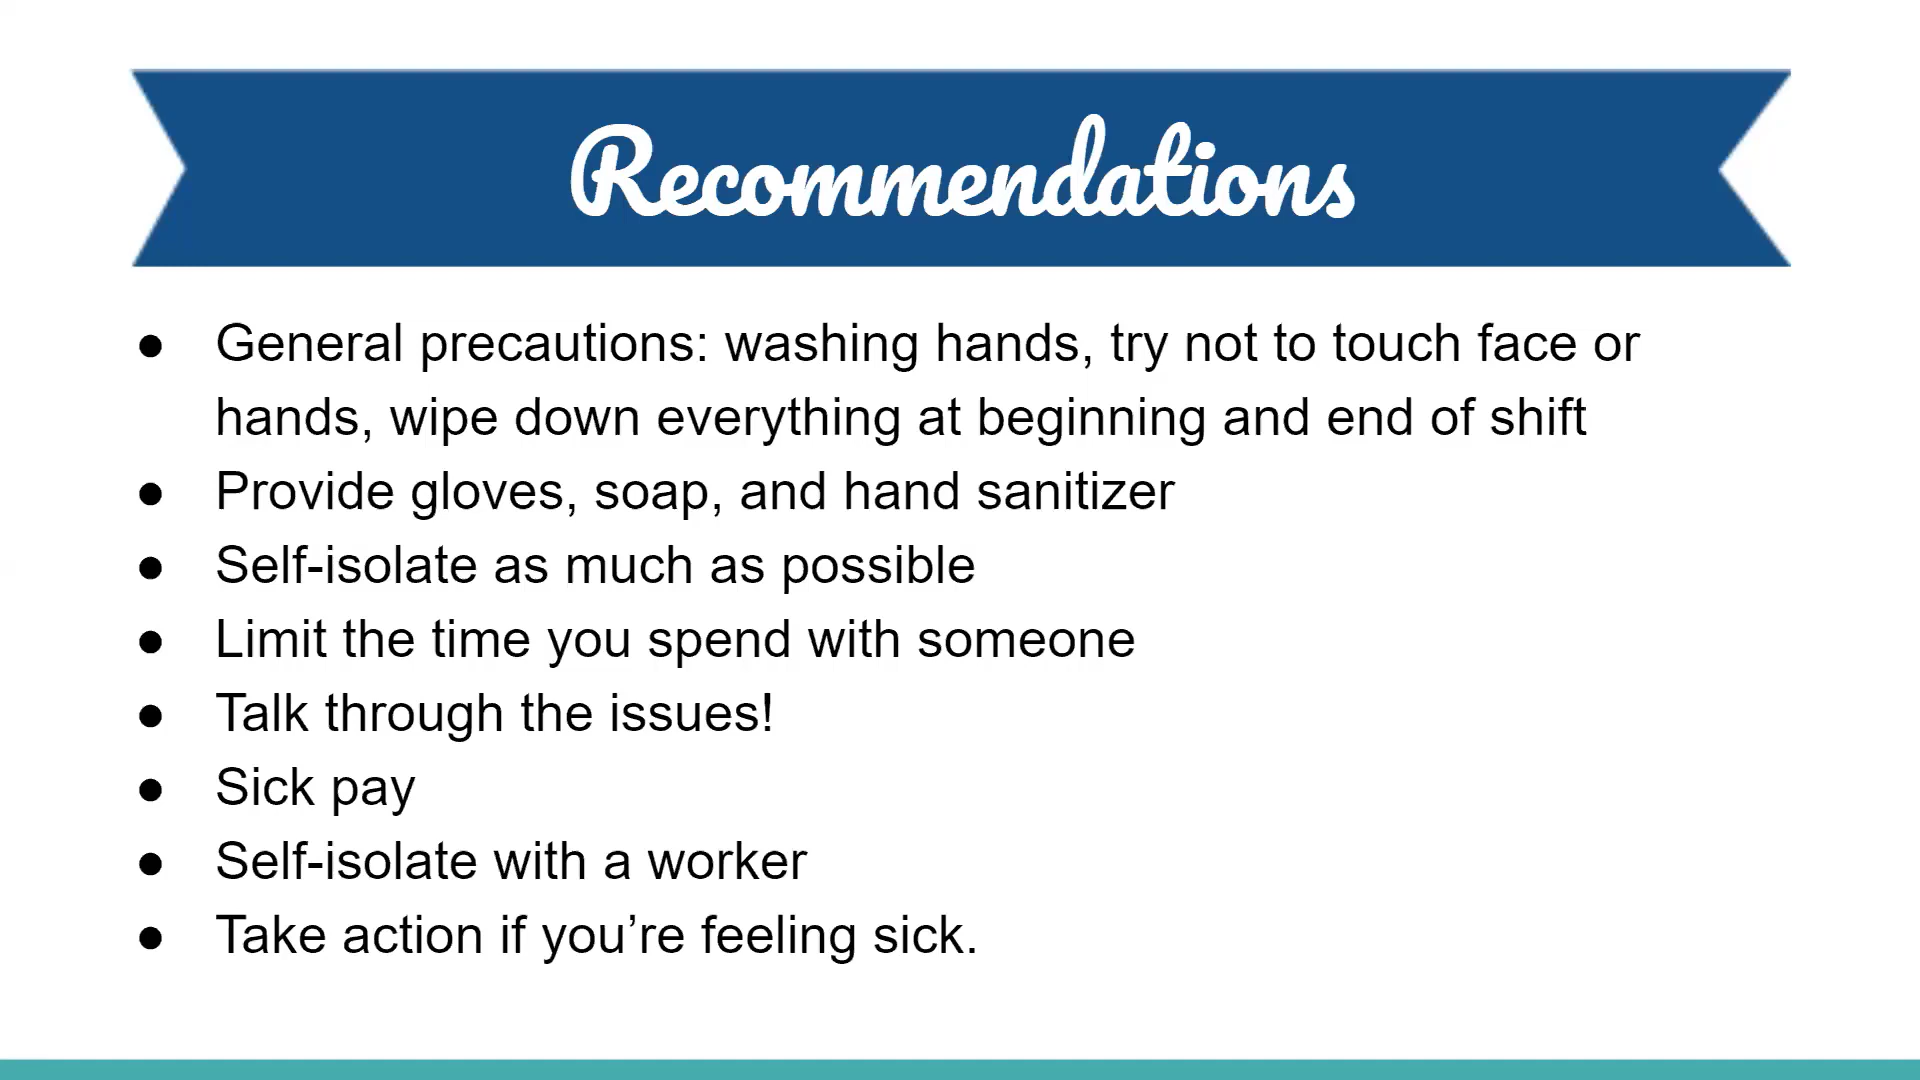 Recommendations
● General precautions: washing hands, try not to touch face or
hands, wipe down everything at beginning and end of shift
● Provide gloves, soap, and hand sanitizer
● Self-isolate as much as possible
● Limit the time you spend with someone
● Talk through the issues!
● Sick pay
● Self-isolate with a worker
● Take action if you’re feeling sick.